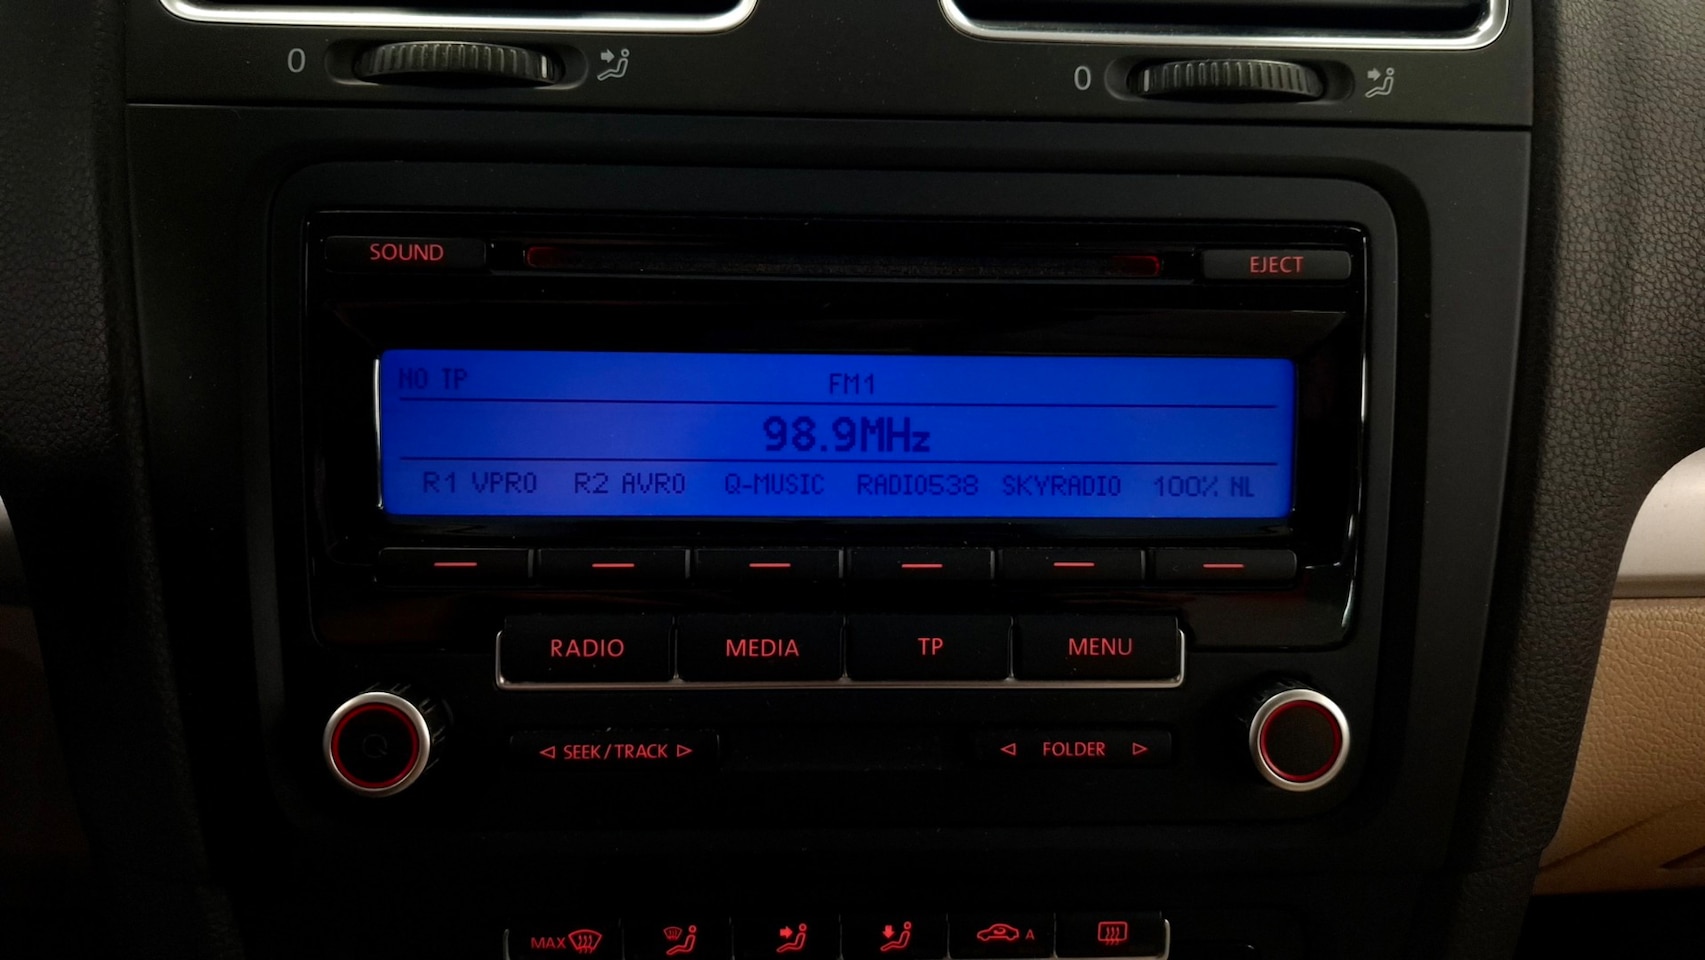 0 0
SOUND EJECT
NO TP FM1
98.9MHz
R1 VPRO R2 AVRO Q-MUSIC RADIO538 SKYRADIO 100% NL
RADIO MEDIA TP MENU
SEEK/TRACK FOLDER
MAX A